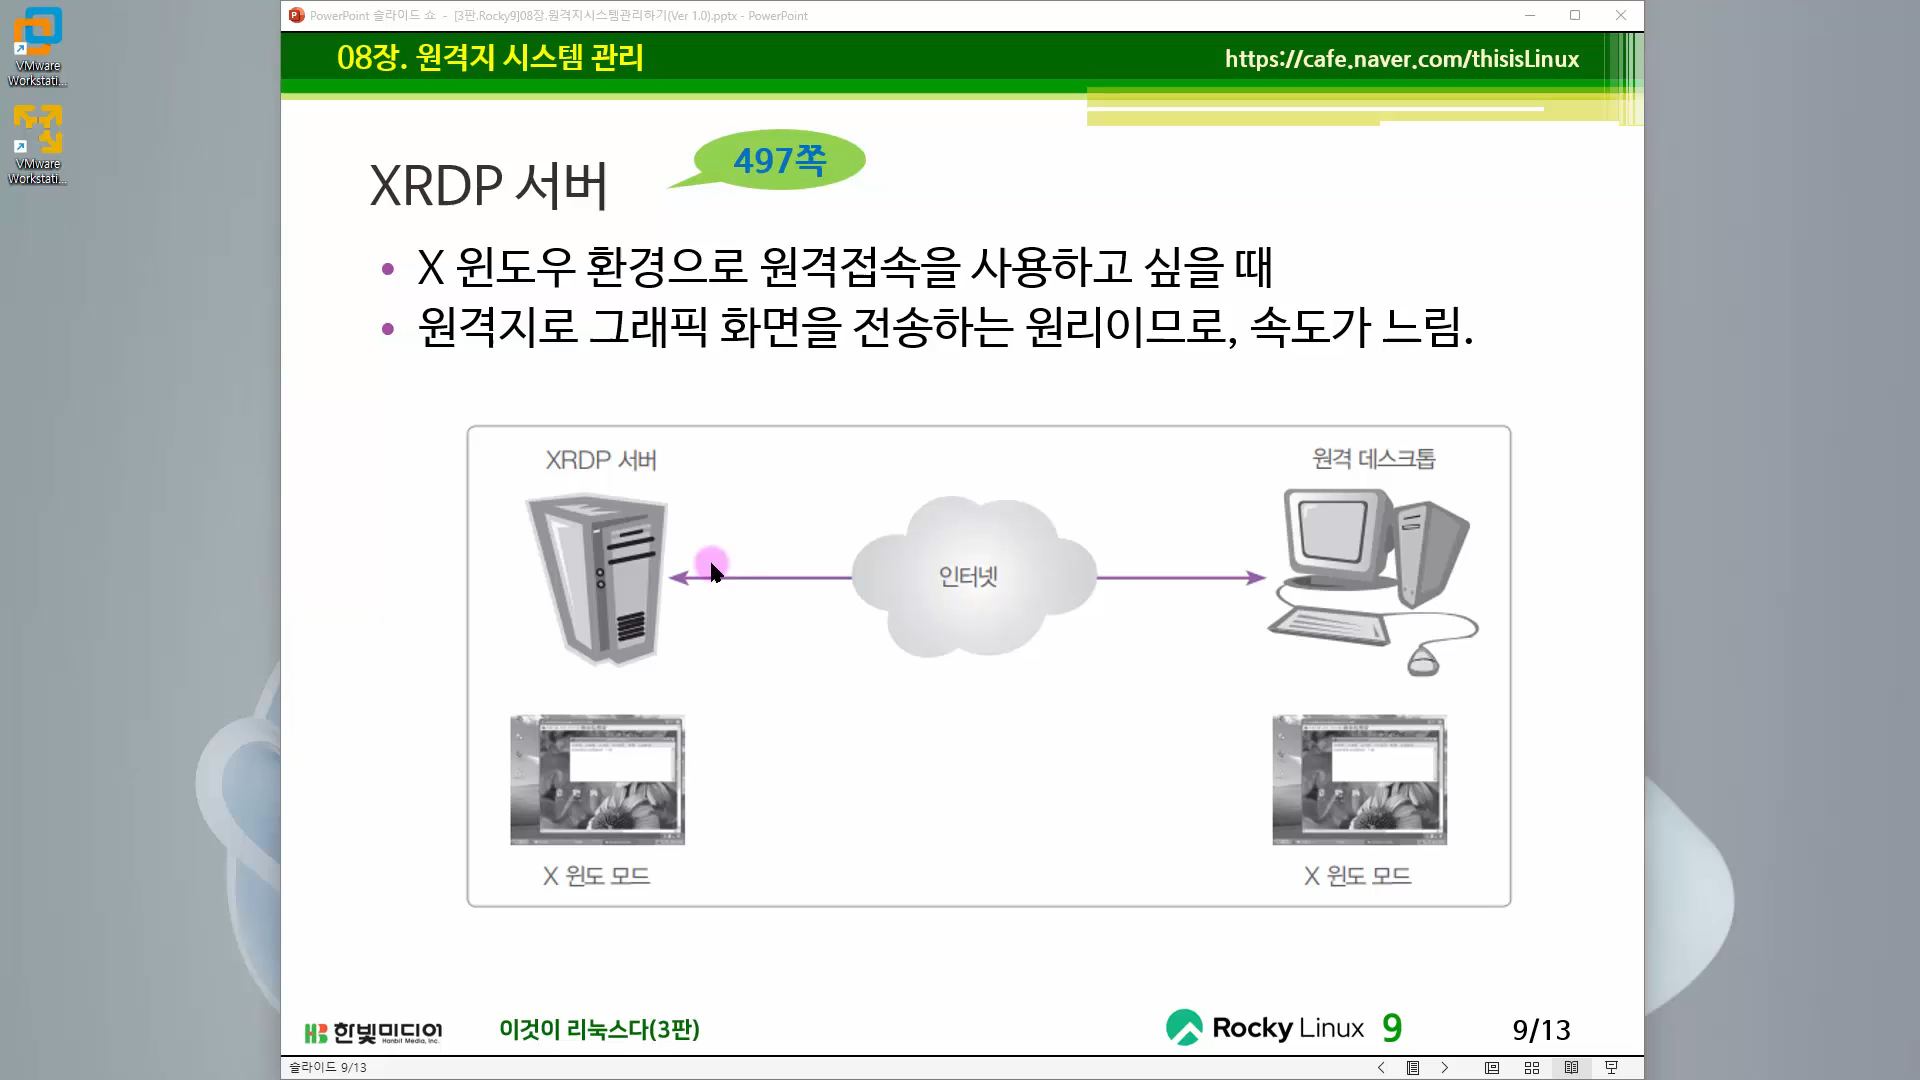 VMware
Workstati...
VMware
Workstati...
PowerPoint 슬라이드 쇼 - [3판.Rocky9]08장.원격지시스템관리하기(Ver 1.0).pptx - PowerPoint
08장. 원격지 시스템 관리
https://cafe.naver.com/thisisLinux
XRDP 서버
497쪽
• X 윈도우 환경으로 원격접속을 사용하고 싶을 때
• 원격지로 그래픽 화면을 전송하는 원리이므로, 속도가 느림.
XRDP 서버
원격 데스크톱
인터넷
X 윈도 모드
X 윈도 모드
한빛미디어
Hanbit Media, Inc.
이것이 리눅스다(3판)
Rocky Linux 9
9/13
슬라이드 9/13